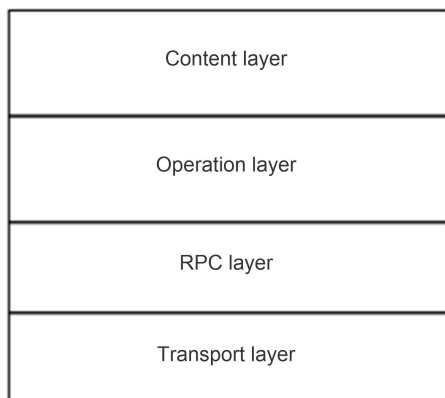 Content layer
Operation layer
RPC layer
Transport layer